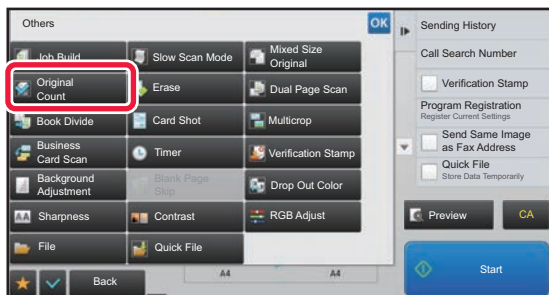 Others
OK
Job Build
Slow Scan Mode
Mixed Size
Original
Original
Count
Erase
Dual Page Scan
Book Divide
Card Shot
Multicrop
Business
Card Scan
Timer
Verification Stamp
Background
Adjustment
Blank Page
Skip
Drop Out Color
AA Sharpness
Contrast
RGB Adjust
File
Quick File
Back
A4
A4
Sending History
Call Search Number
Verification Stamp
Program Registration
Register Current Settings
Send Same Image
as Fax Address
Quick File
Store Data Temporarily
Preview
CA
Start